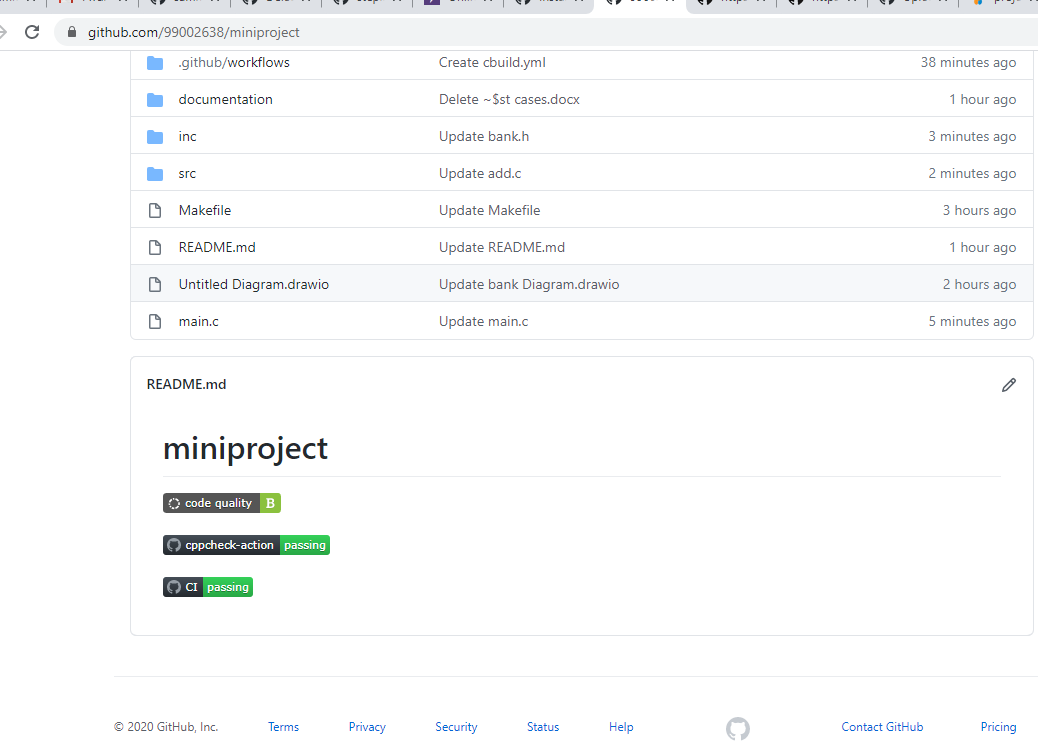 github.com/99002638/miniproject
.github/workflows Create cbuild.yml 38 minutes ago
documentation Delete ~$st cases.docx 1 hour ago
inc Update bank.h 3 minutes ago
src Update add.c 2 minutes ago
Makefile Update Makefile 3 hours ago
README.md Update README.md 1 hour ago
Untitled Diagram.drawio Update bank Diagram.drawio 2 hours ago
main.c Update main.c 5 minutes ago
README.md
miniproject
code quality B
cppcheck-action passing
CI passing
© 2020 GitHub, Inc. Terms Privacy Security Status Help Contact GitHub Pricing